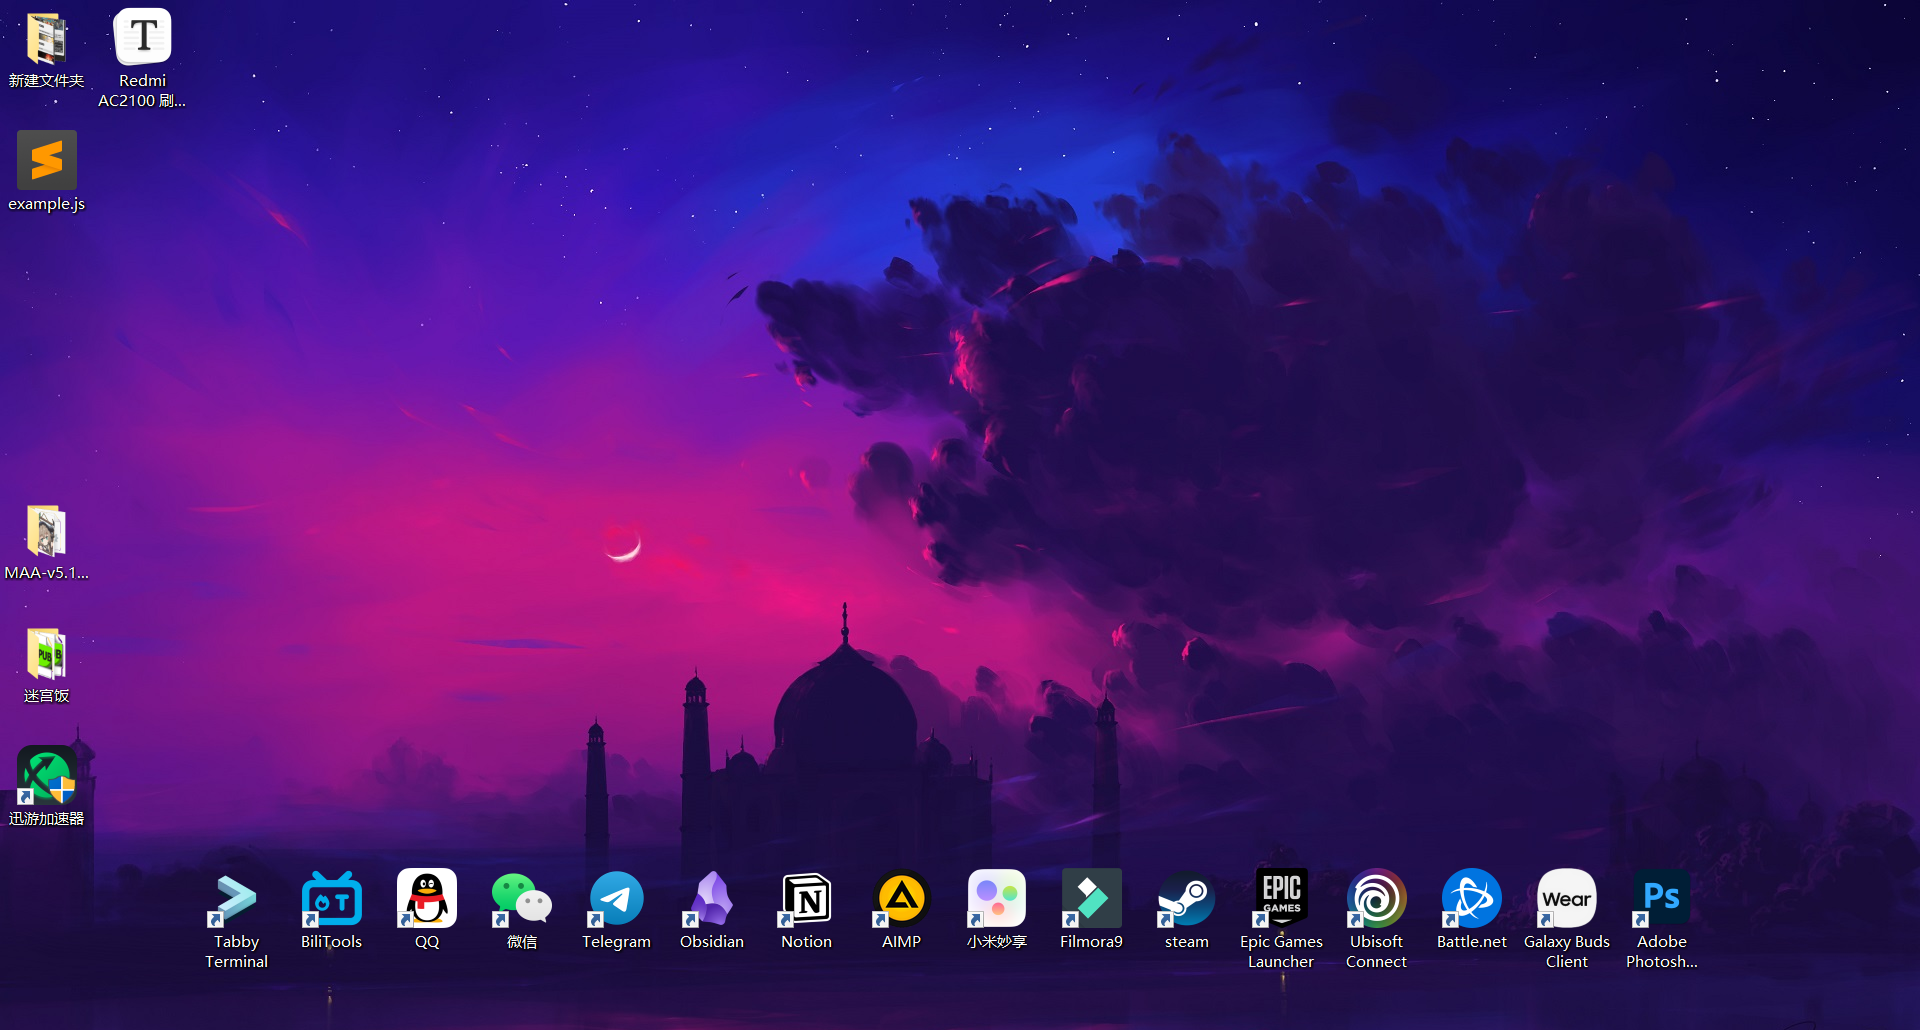 新建文件夹
T
Redmi
AC2100 刷...
example.js
MAA-v5.1...
PUB B
迷宫饭
迅游加速器
Tabby
Terminal
BiliTools
QQ
微信
Telegram
Obsidian
N
Notion
AIMP
小米妙享
Filmora9
steam
EPIC
GAMES
Epic Games
Launcher
Ubisoft
Connect
Battle.net
Wear
Galaxy Buds
Client
Ps
Adobe
Photosh...